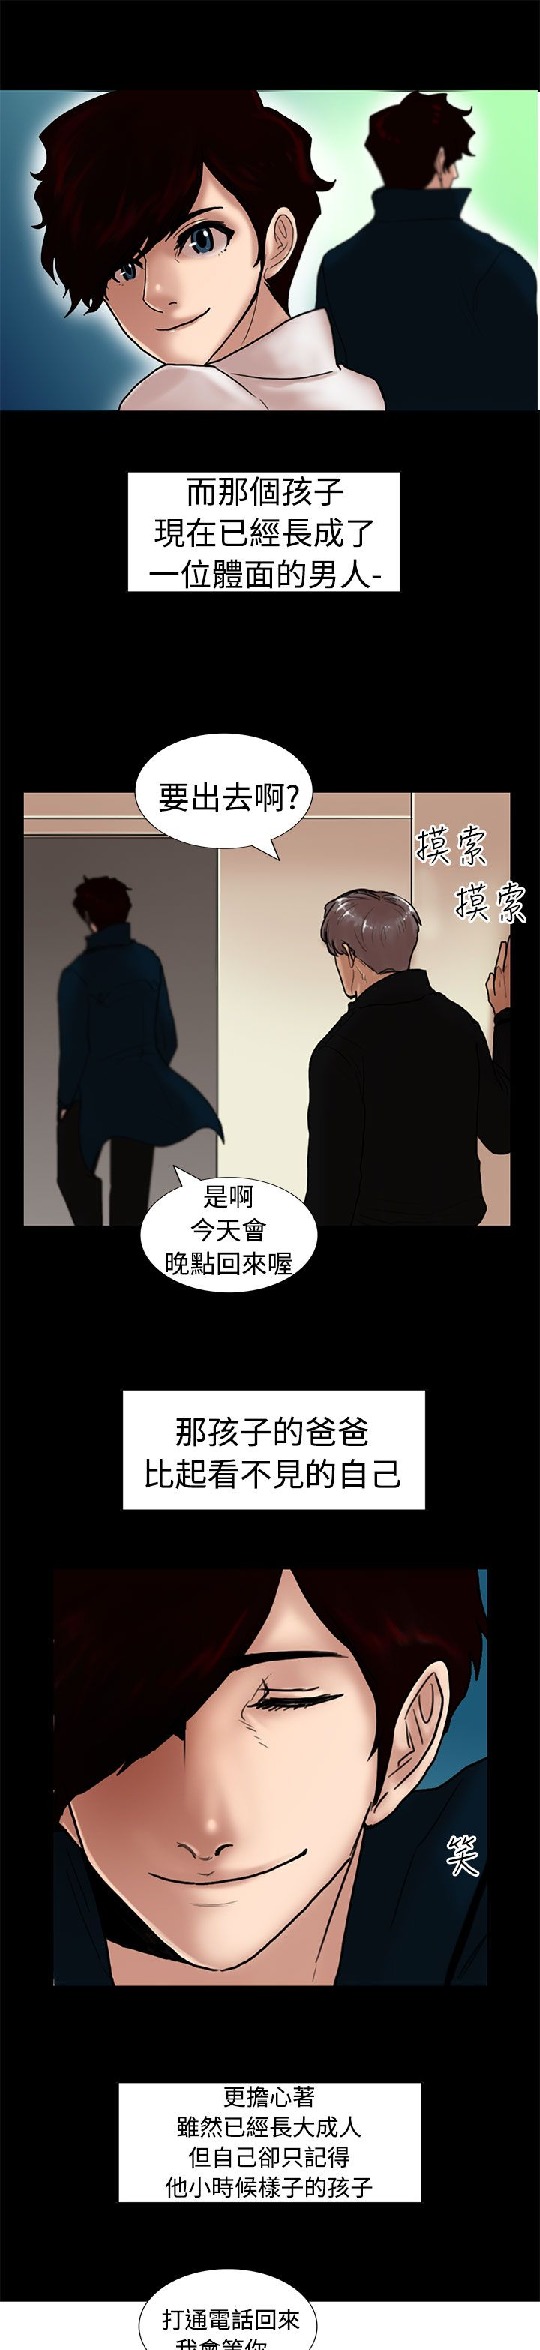 而那個孩子
現在已經長成了
一位體面的男人-
要出去啊?
摸索
摸索
是啊
今天會
晚點回來喔
那孩子的爸爸
比起看不見的自己
笑
更擔心著
雖然已經長大成人
但自己卻只記得
他小時候樣子的孩子
打通電話回來
我會等你